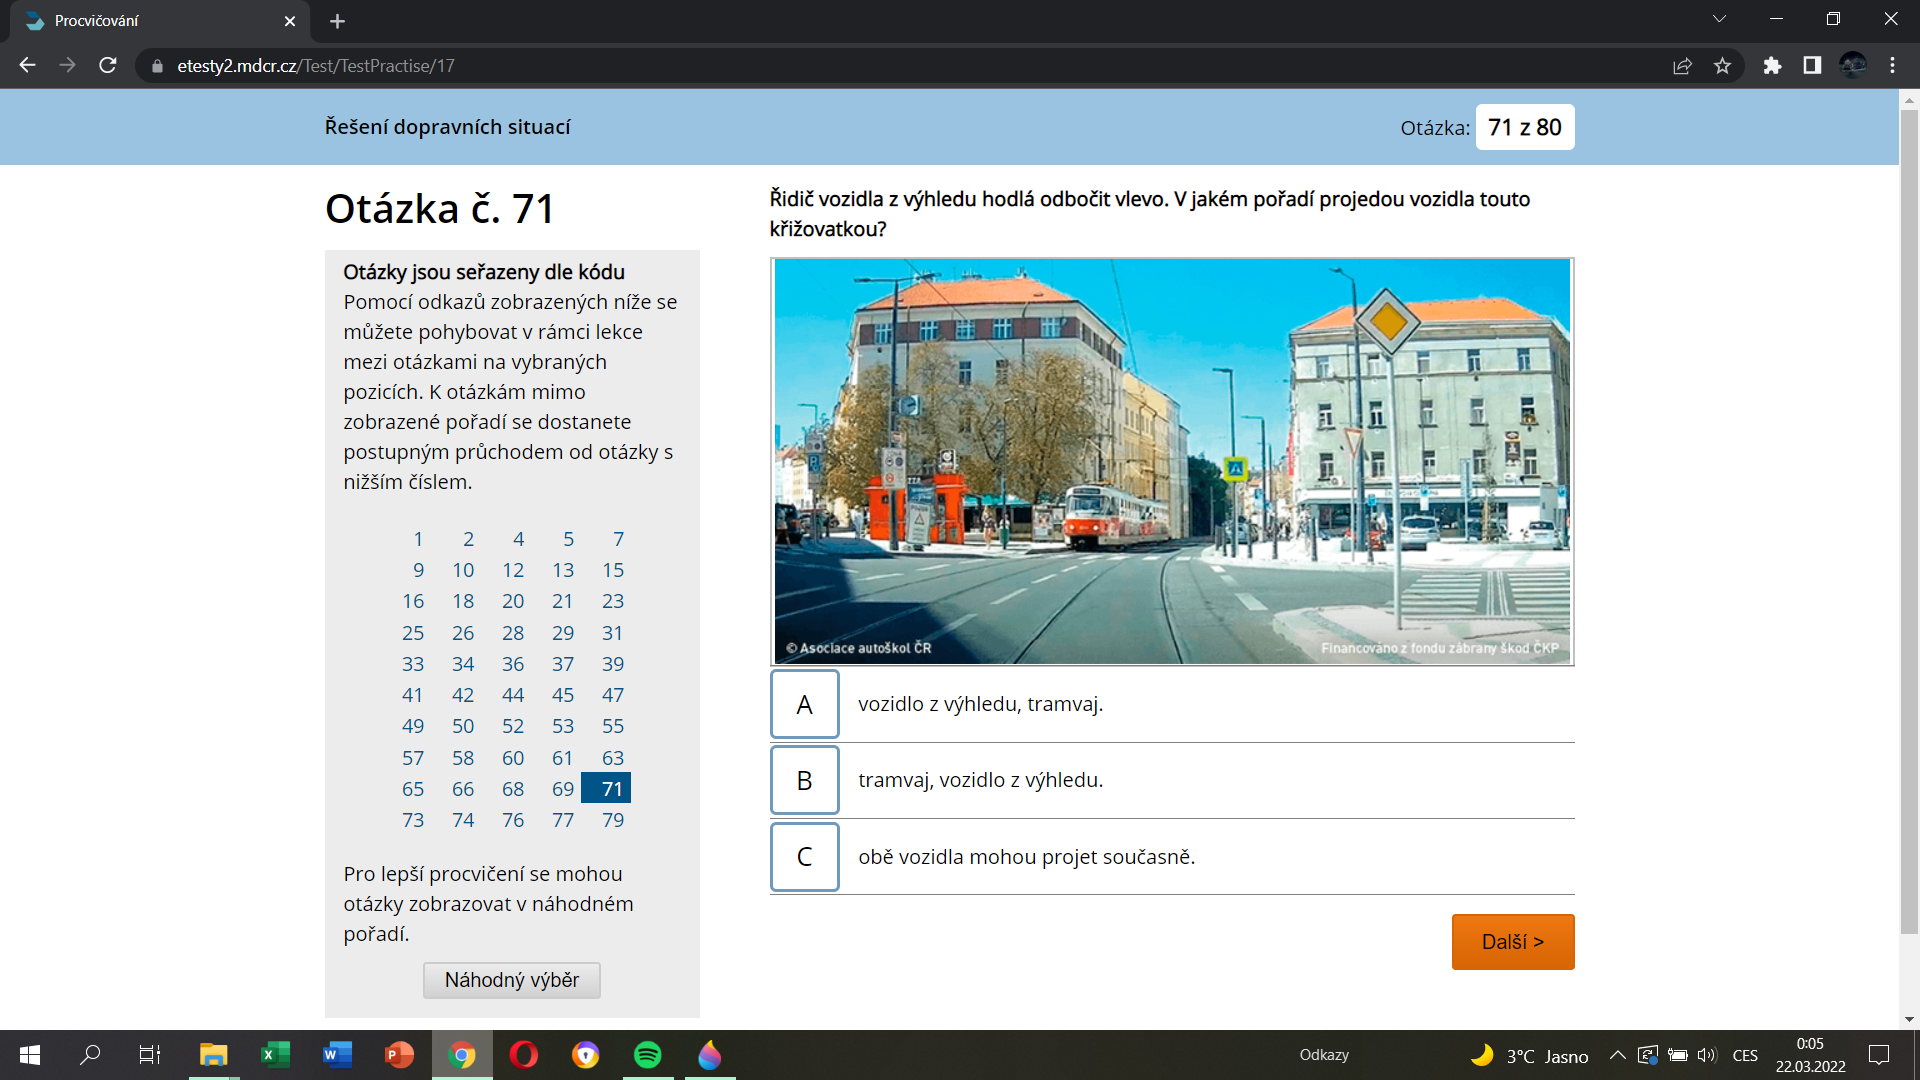 Procvičování
etesty2.mdcr.cz/Test/TestPractise/17
Řešení dopravních situací
Otázka: 71 z 80
Otázka č. 71
Otázky jsou seřazeny dle kódu
Pomocí odkazů zobrazených níže se
můžete pohybovat v rámci lekce
mezi otázkami na vybraných
pozicích. K otázkám mimo
zobrazené pořadí se dostanete
postupným průchodem od otázky s
nižším číslem.
1 2 4 5 7
9 10 12 13 15
16 18 20 21 23
25 26 28 29 31
33 34 36 37 39
41 42 44 45 47
49 50 52 53 55
57 58 60 61 63
65 66 68 69 71
73 74 76 77 79
Pro lepší procvičení se mohou
otázky zobrazovat v náhodném
pořadí.
Náhodný výběr
Řidič vozidla z výhledu hodlá odbočit vlevo. V jakém pořadí projedou vozidla touto
křižovatkou?
© Asociace autoškol ČR
Financováno z fondu zábrany škod ČKP
A vozidlo z výhledu, tramvaj.
B tramvaj, vozidlo z výhledu.
C obě vozidla mohou projet současně.
Další >
Odkazy
3°C Jasno
CES
0:05
22.03.2022